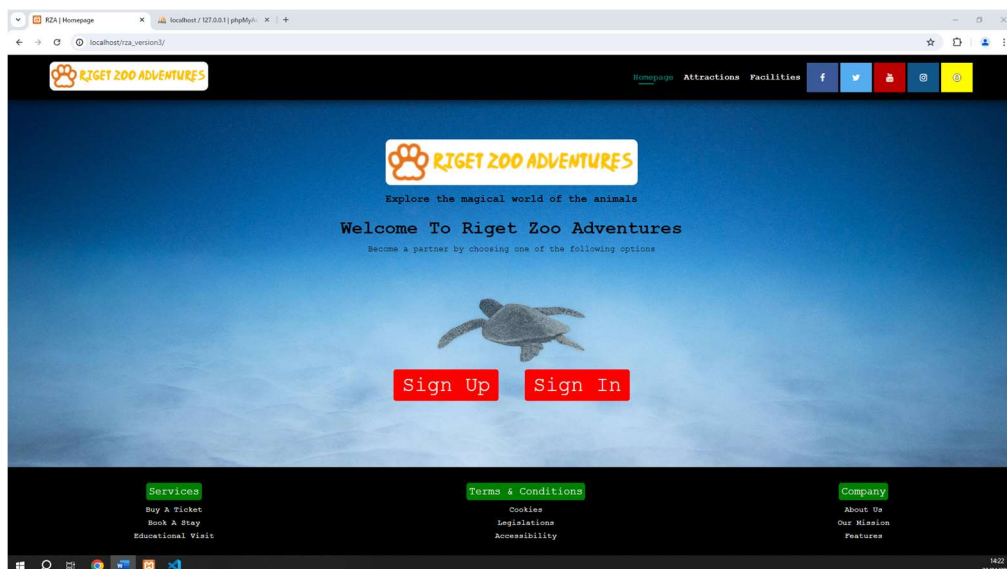 RZA | Homepage
localhost / 127.0.0.1 | phpMyA
localhost/rza_version3/
RIGET ZOO ADVENTURES
Homepage Attractions Facilities
RIGET ZOO ADVENTURES
Explore the magical world of the animals
Welcome To Riget Zoo Adventures
Become a partner by choosing one of the following options
Sign Up Sign In
Services Terms & Conditions Company
Buy A Ticket Cookies About Us
Book A Stay Legislations Our Mission
Educational Visit Accessibility Features
14:22